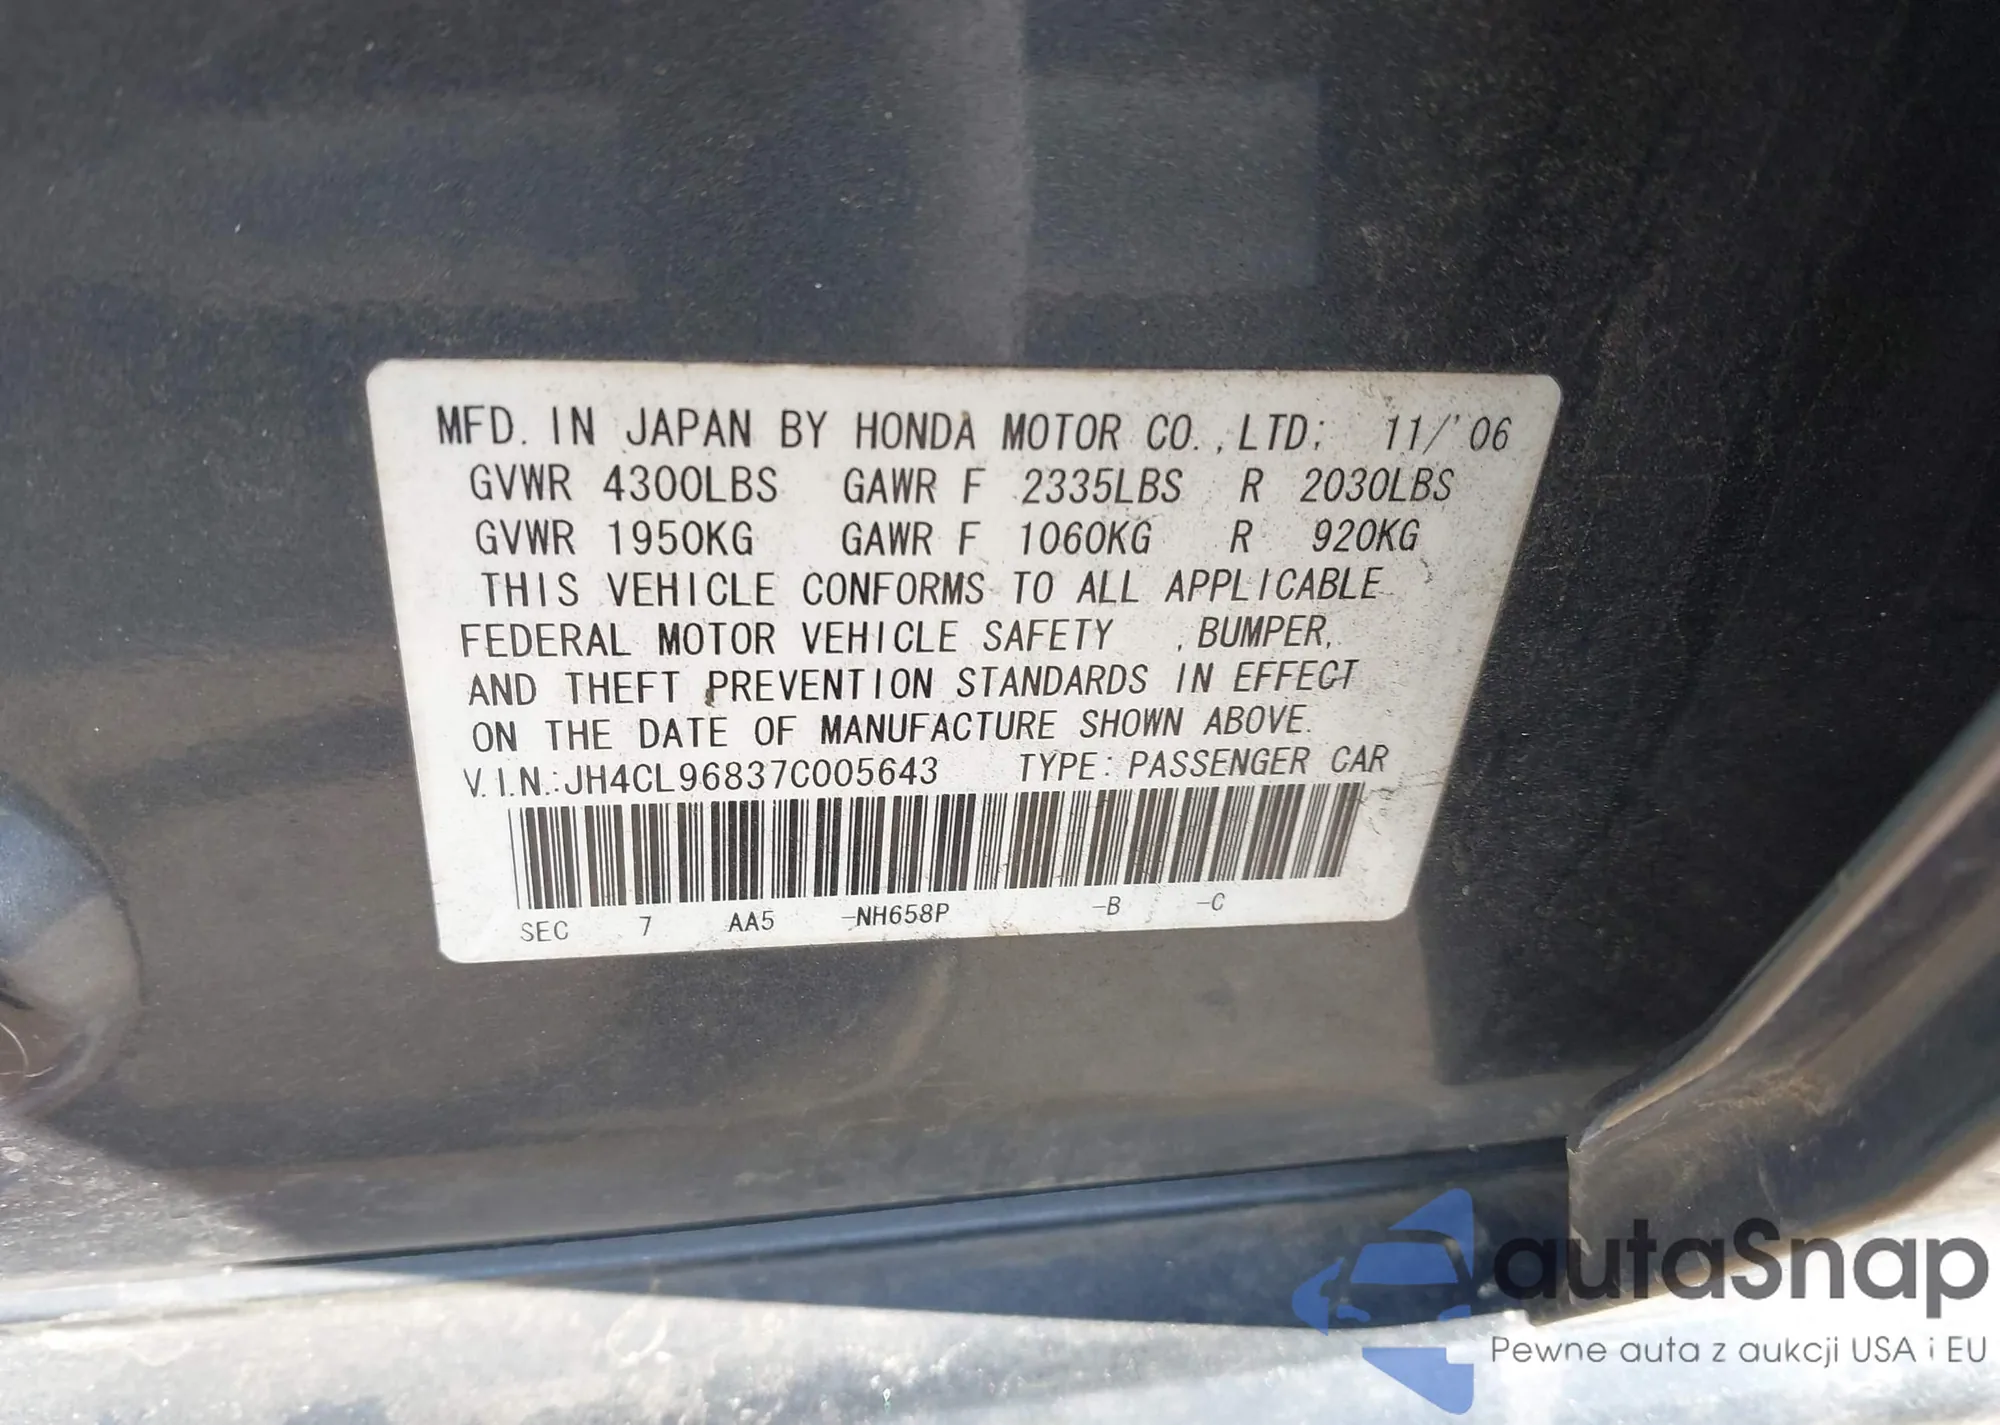 MFD. IN JAPAN BY HONDA MOTOR CO.,LTD; 11/'06
GVWR 4300LBS GAWR F 2335LBS R 2030LBS
GVWR 1950KG GAWR F 1060KG R 920KG
THIS VEHICLE CONFORMS TO ALL APPLICABLE
FEDERAL MOTOR VEHICLE SAFETY ,BUMPER,
AND THEFT PREVENTION STANDARDS IN EFFECT
ON THE DATE OF MANUFACTURE SHOWN ABOVE.
V.I.N.:JH4CL96837C005643 TYPE: PASSENGER CAR
SEC 7 AA5 -NH658P -B -C
autaSnap
Pewne auta z aukcji USA i EU